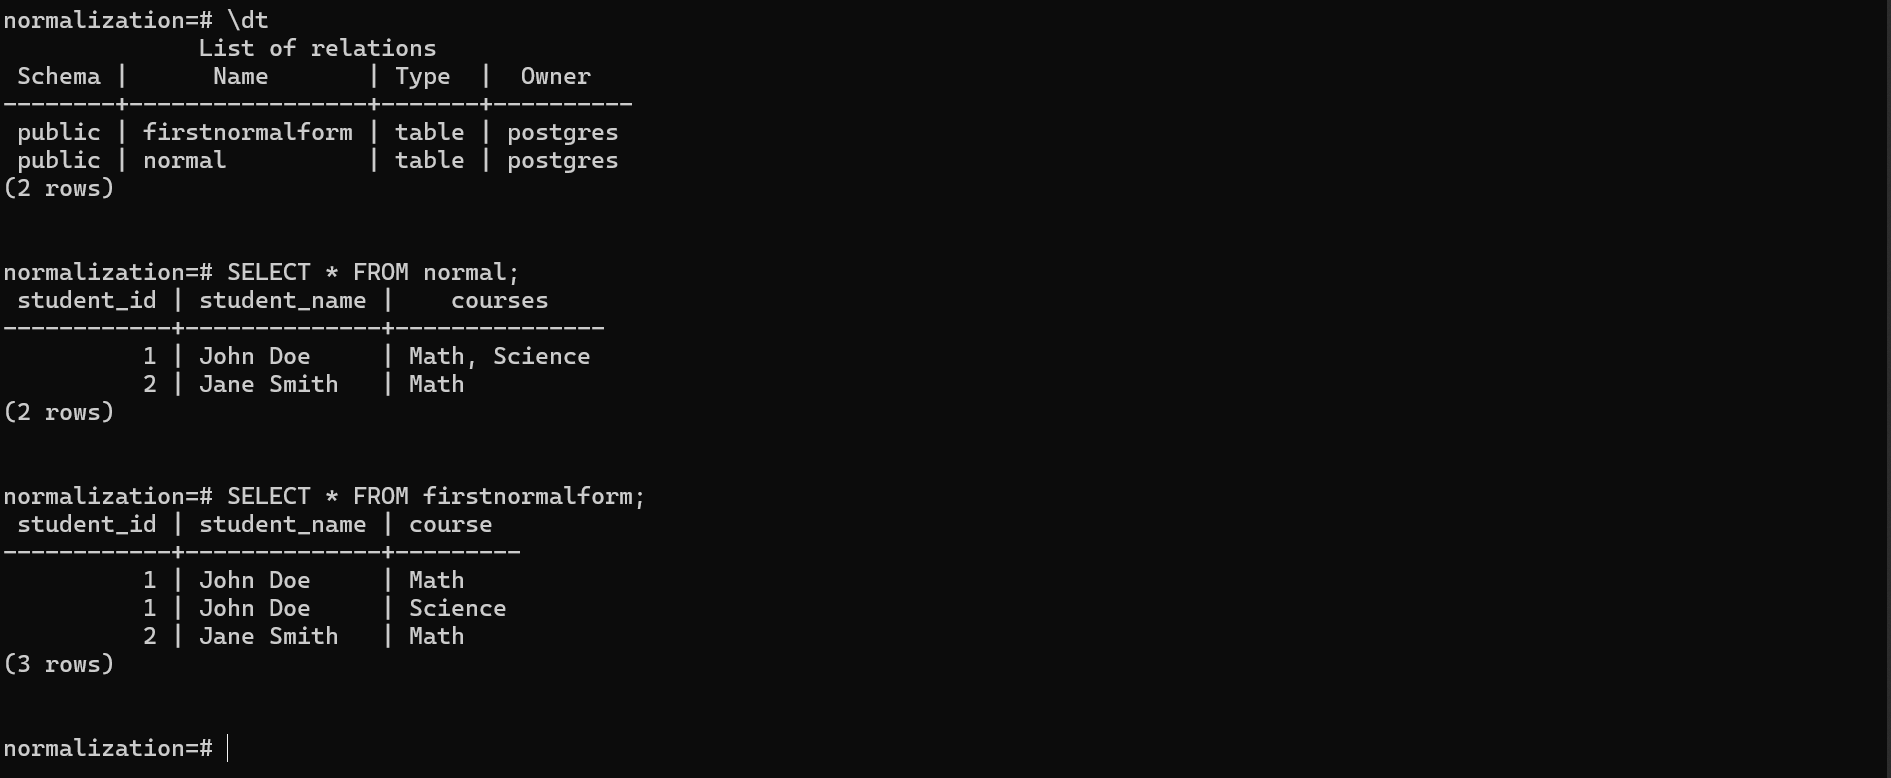 normalization=# \dt
              List of relations
 Schema |      Name       | Type  |  Owner
--------+-----------------+-------+----------
 public | firstnormalform | table | postgres
 public | normal          | table | postgres
(2 rows)
normalization=# SELECT * FROM normal;
 student_id | student_name |    courses
------------+--------------+---------------
          1 | John Doe     | Math, Science
          2 | Jane Smith   | Math
(2 rows)
normalization=# SELECT * FROM firstnormalform;
 student_id | student_name | course
------------+--------------+---------
          1 | John Doe     | Math
          1 | John Doe     | Science
          2 | Jane Smith   | Math
(3 rows)
normalization=#